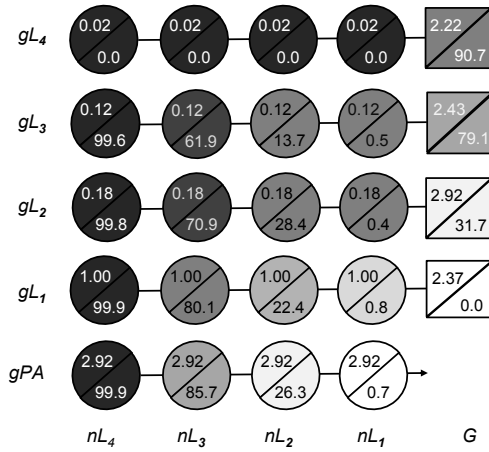 gL4 0.02 0.02 0.02 0.02 2.22
0.0 0.0 0.0 0.0 90.7
gL3 0.12 0.12 0.12 0.12 2.43
99.6 61.9 13.7 0.5 79.1
gL2 0.18 0.18 0.18 0.18 2.92
99.8 70.9 28.4 0.4 31.7
gL1 1.00 1.00 1.00 1.00 2.37
99.9 80.1 22.4 0.8 0.0
gPA 2.92 2.92 2.92 2.92
99.9 85.7 26.3 0.7
nL4 nL3 nL2 nL1 G